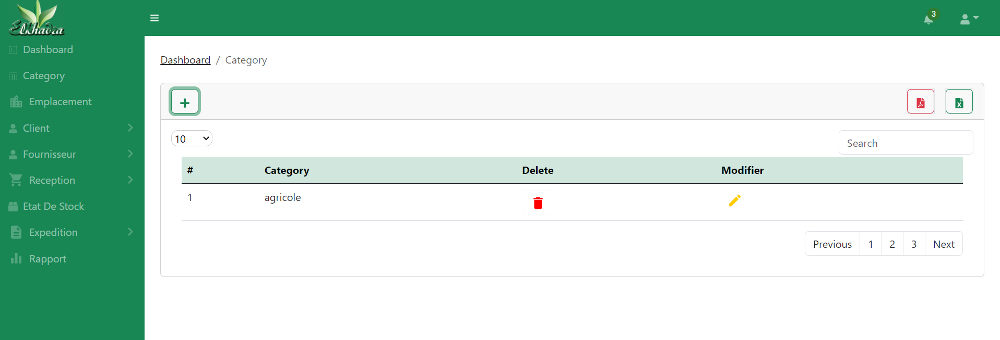 Elkhadra
3
Dashboard
Category
Emplacement
Client
Fournisseur
Reception
Etat De Stock
Expedition
Rapport
Dashboard / Category
10
Search
# Category Delete Modifier
1 agricole
Previous 1 2 3 Next